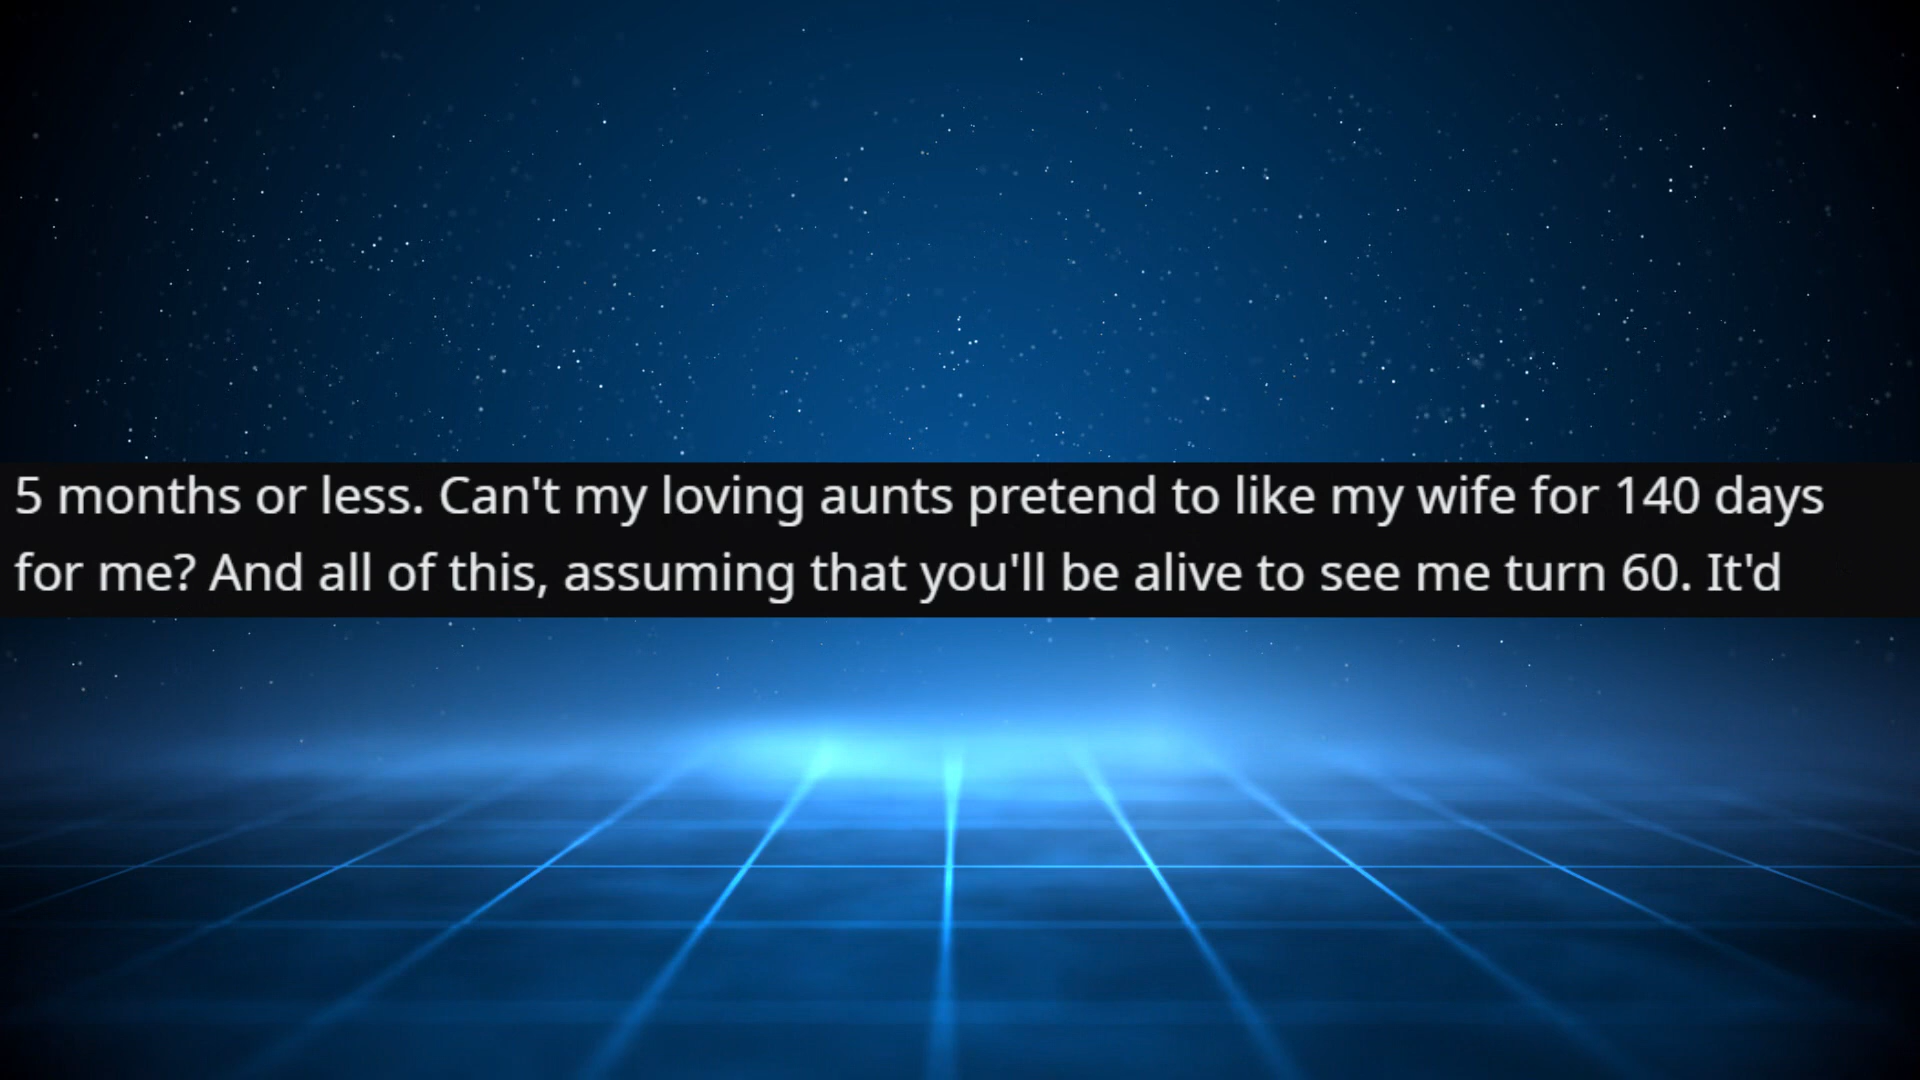 5 months or less. Can't my loving aunts pretend to like my wife for 140 days
for me? And all of this, assuming that you'll be alive to see me turn 60. It'd